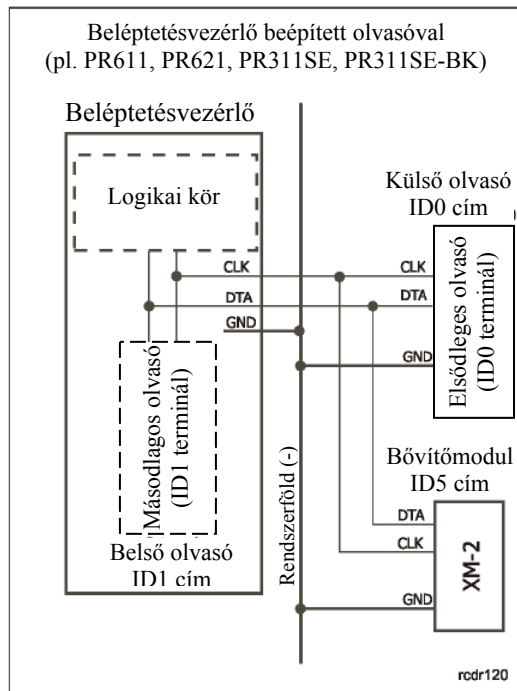 Beléptetésvezérlő beépített olvasóval
(pl. PR611, PR621, PR311SE, PR311SE-BK)
Beléptetésvezérlő
Logikai kör
Külső olvasó
ID0 cím
CLK
CLK
DTA
DTA
GND
GND
Elsődleges olvasó
(ID0 terminál)
Másodlagos olvasó
(ID1 terminál)
Belső olvasó
ID1 cím
Rendszerföld (-)
Bővítőmodul
ID5 cím
DTA
CLK
GND
XM-2
rcdr120